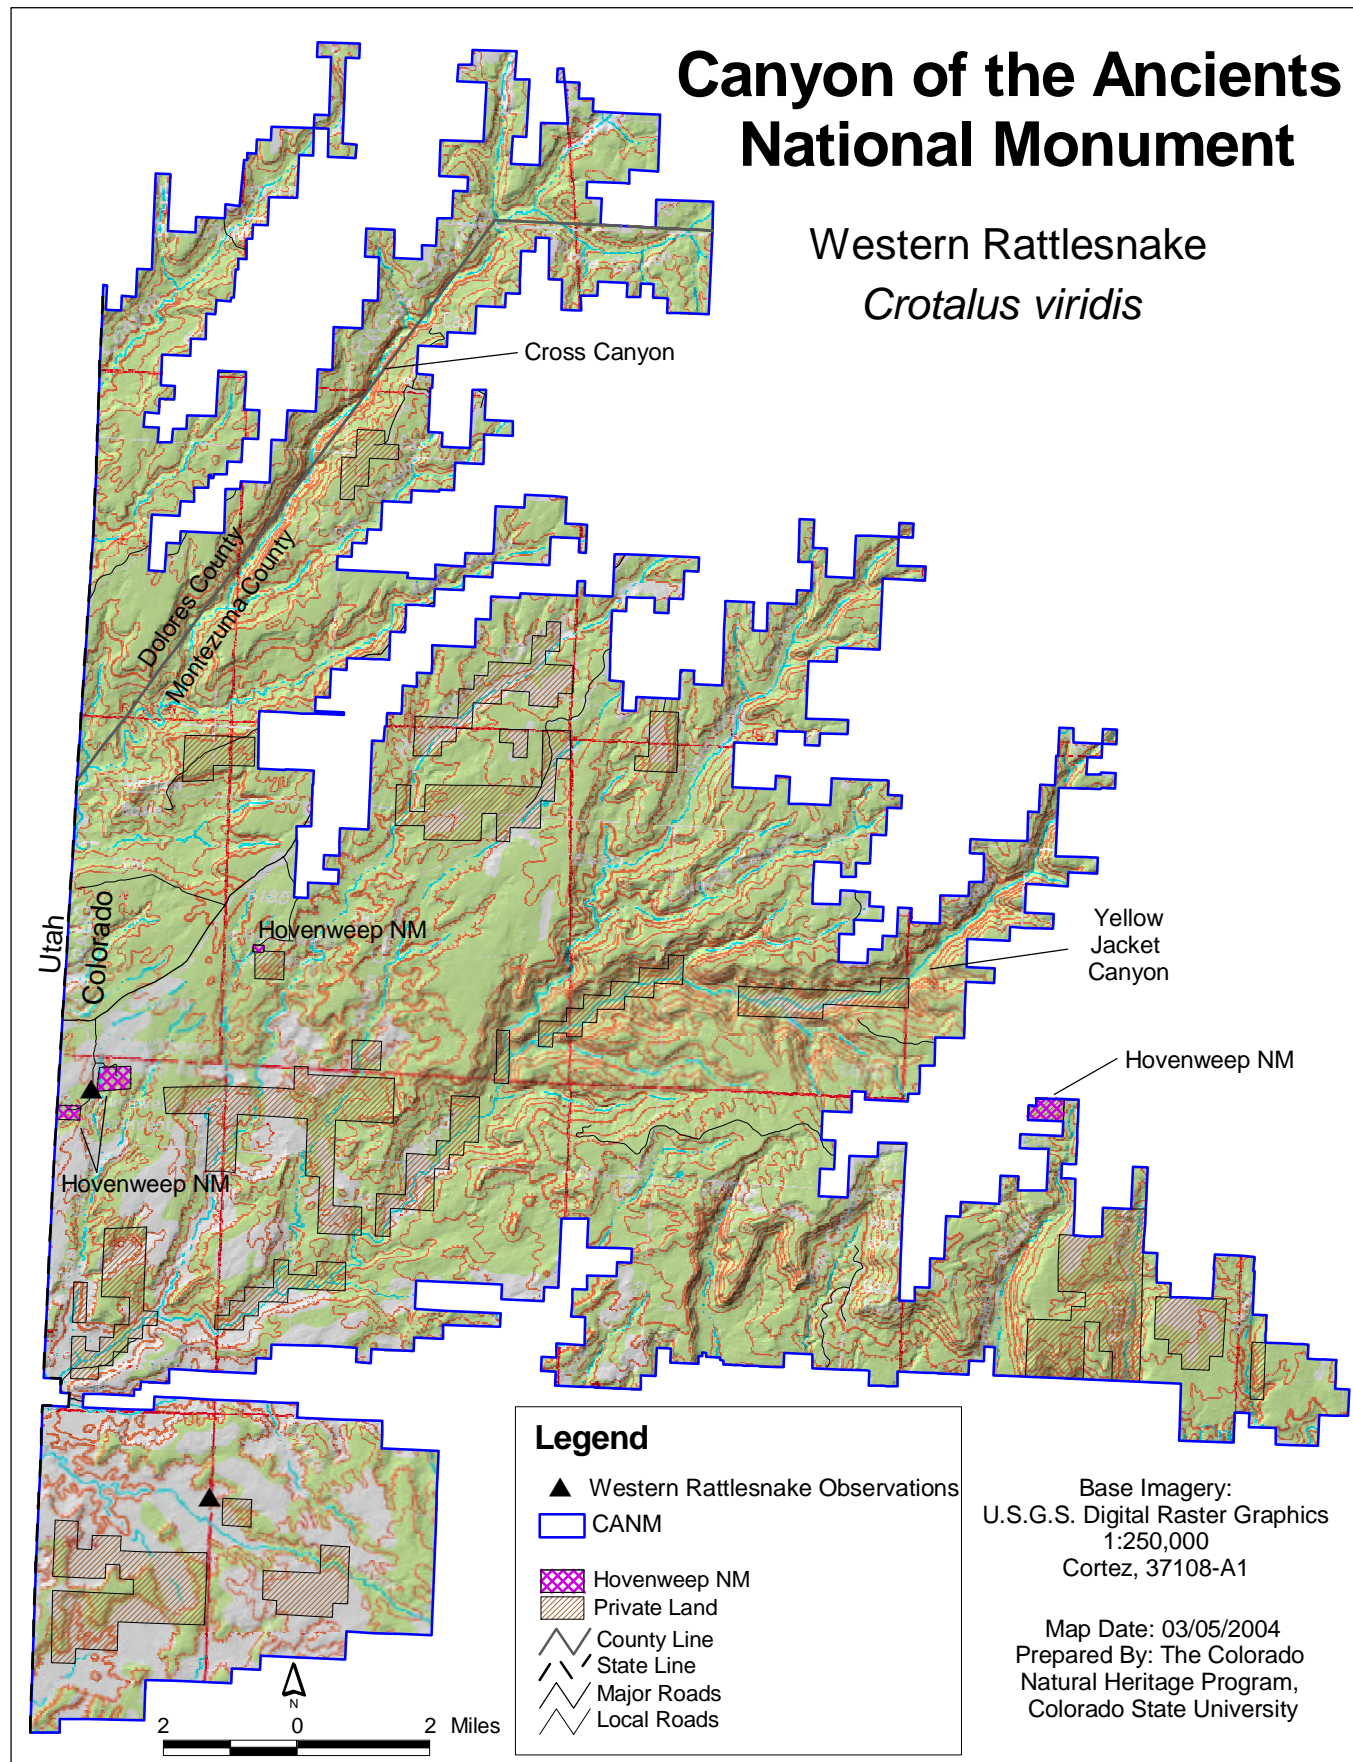 Canyon of the Ancients
National Monument
Western Rattlesnake
Crotalus viridis
Cross Canyon
Dolores County
Montezuma County
Utah
Colorado
Hovenweep NM
Yellow
Jacket
Canyon
Hovenweep NM
Hovenweep NM
Legend
Western Rattlesnake Observations
CANM
Hovenweep NM
Private Land
County Line
State Line
Major Roads
Local Roads
Base Imagery:
U.S.G.S. Digital Raster Graphics
1:250,000
Cortez, 37108-A1
Map Date: 03/05/2004
Prepared By: The Colorado
Natural Heritage Program,
Colorado State University
N
2 0 2 Miles